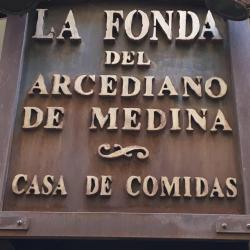 LA FONDA
DEL
ARCEDIANO
DE MEDINA
CASA DE COMIDAS